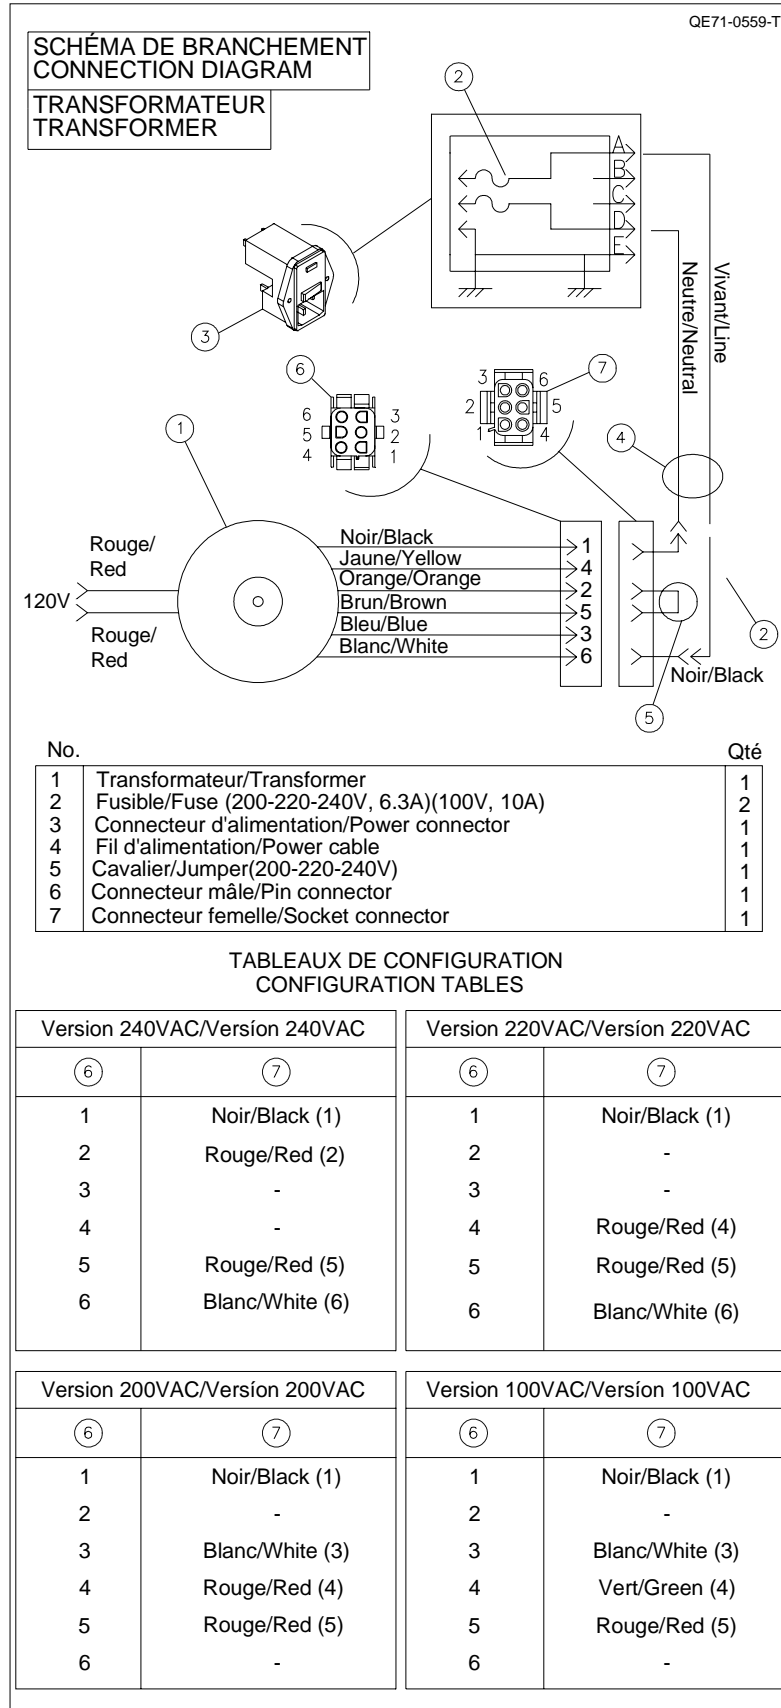 QE71-0559-T
SCHÉMA DE BRANCHEMENT
CONNECTION DIAGRAM
TRANSFORMATEUR
TRANSFORMER
2
A
B
C
D
E
3
Neutre/Neutral
Vivant/Line
6
7
6 3
5 2
4 1
3 6
2 5
1 4
1
4
Rouge/
Red
120V
Rouge/
Red
Noir/Black
Jaune/Yellow
Orange/Orange
Brun/Brown
Bleu/Blue
Blanc/White
1
4
2
5
3
6
2
Noir/Black
5
No. Qté
1 Transformateur/Transformer 1
2 Fusible/Fuse (200-220-240V, 6.3A)(100V, 10A) 2
3 Connecteur d'alimentation/Power connector 1
4 Fil d'alimentation/Power cable 1
5 Cavalier/Jumper(200-220-240V) 1
6 Connecteur mâle/Pin connector 1
7 Connecteur femelle/Socket connector 1
TABLEAUX DE CONFIGURATION
CONFIGURATION TABLES
Version 240VAC/Versíon 240VAC
6 7
1 Noir/Black (1)
2 Rouge/Red (2)
3 -
4 -
5 Rouge/Red (5)
6 Blanc/White (6)
Version 220VAC/Versíon 220VAC
6 7
1 Noir/Black (1)
2 -
3 -
4 Rouge/Red (4)
5 Rouge/Red (5)
6 Blanc/White (6)
Version 200VAC/Versíon 200VAC
6 7
1 Noir/Black (1)
2 -
3 Blanc/White (3)
4 Rouge/Red (4)
5 Rouge/Red (5)
6 -
Version 100VAC/Versíon 100VAC
6 7
1 Noir/Black (1)
2 -
3 Blanc/White (3)
4 Vert/Green (4)
5 Rouge/Red (5)
6 -